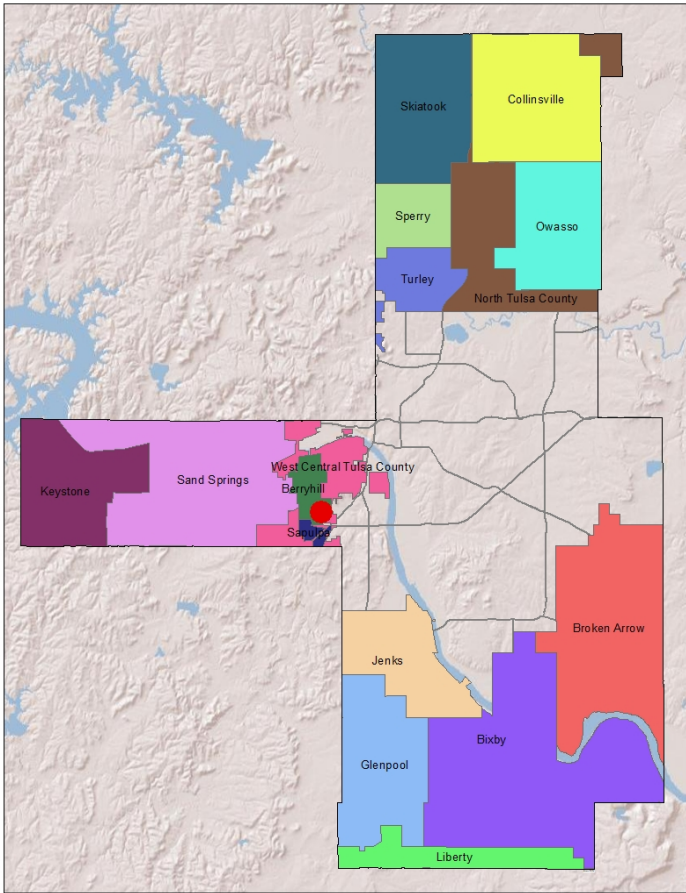 Skiatook
Collinsville
Sperry
Owasso
Turley
North Tulsa County
West Central Tulsa County
Sand Springs
Berryhill
Keystone
Sapulpa
Broken Arrow
Jenks
Bixby
Glenpool
Liberty